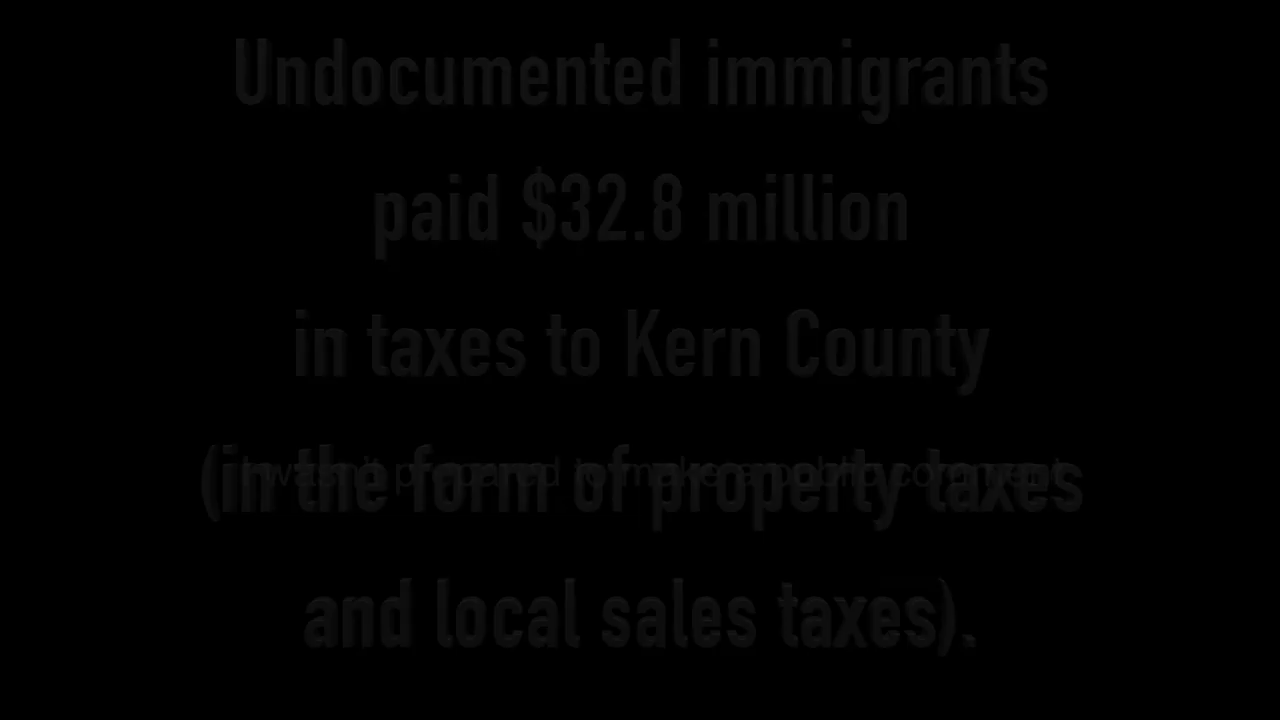 Undocumented immigrants
paid $32.8 million
in taxes to Kern County
(in the form of property taxes
I wasn't prepared to make a public comment
and local sales taxes).